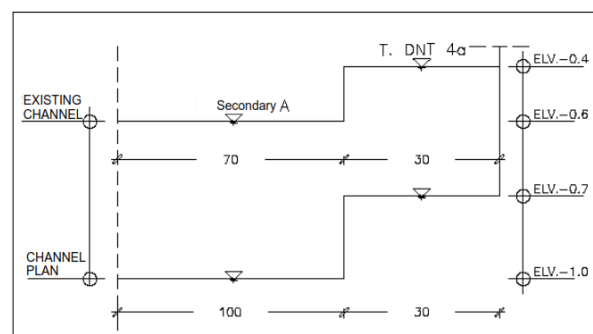 T. DNT 4a
ELV.-0.4
EXISTING
CHANNEL
Secondary A
ELV.-0.6
70
30
ELV.-0.7
CHANNEL
PLAN
ELV.-1.0
100
30